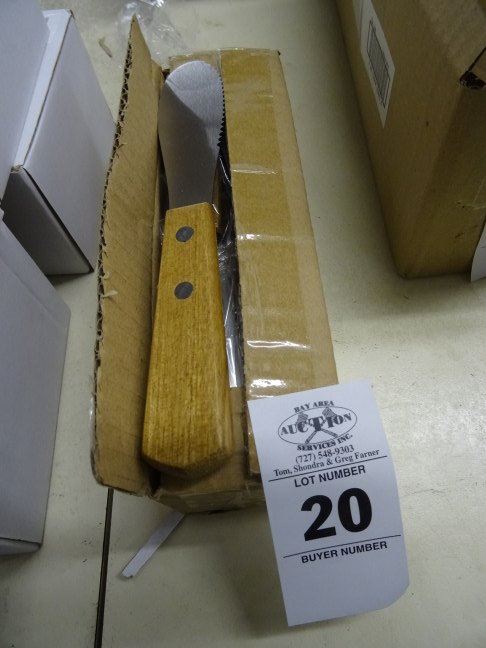 BAY AREA
AUCTION
SERVICES INC.
(727) 548-9303
Tom, Shondra & Greg Farner
LOT NUMBER
20
BUYER NUMBER